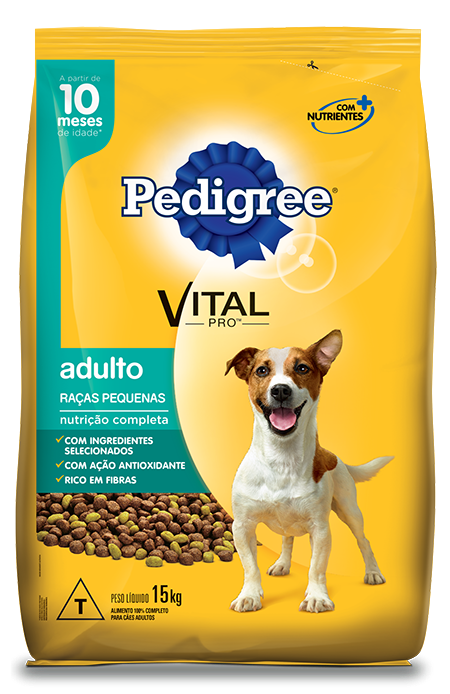 A partir de
10
meses
de idade*
COM
NUTRIENTES+
Pedigree®
VITAL
PRO™
adulto
RAÇAS PEQUENAS
nutrição completa
✓COM INGREDIENTES
SELECIONADOS
✓COM AÇÃO ANTIOXIDANTE
✓RICO EM FIBRAS
T
PESO LÍQUIDO 15kg
ALIMENTO 100% COMPLETO
PARA CÃES ADULTOS